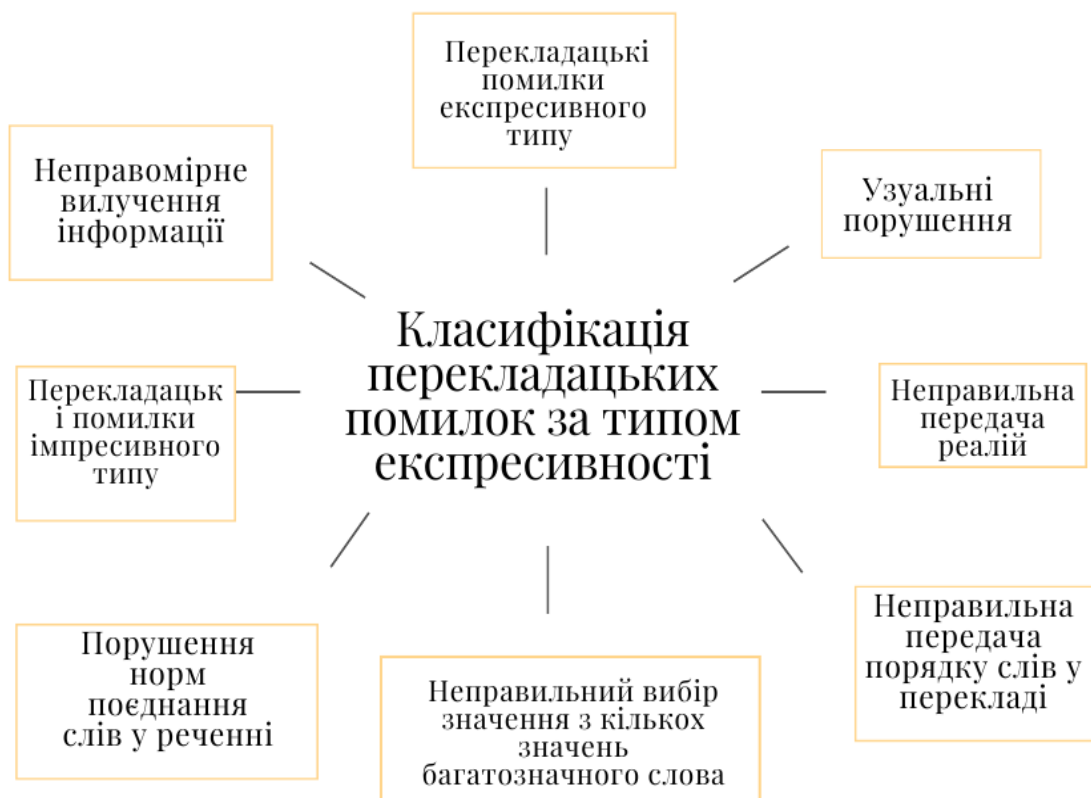 Перекладацькі
помилки
експресивного
типу
Неправомірне
вилучення
інформації
Узуальні
порушення
Класифікація
перекладацьких
помилок за типом
експресивності
Перекладацьк
і помилки
імпресивного
типу
Неправильна
передача
реалій
Порушення
норм
поєднання
слів у реченні
Неправильний вибір
значення з кількох
значень
багатозначного слова
Неправильна
передача
порядку слів у
перекладі